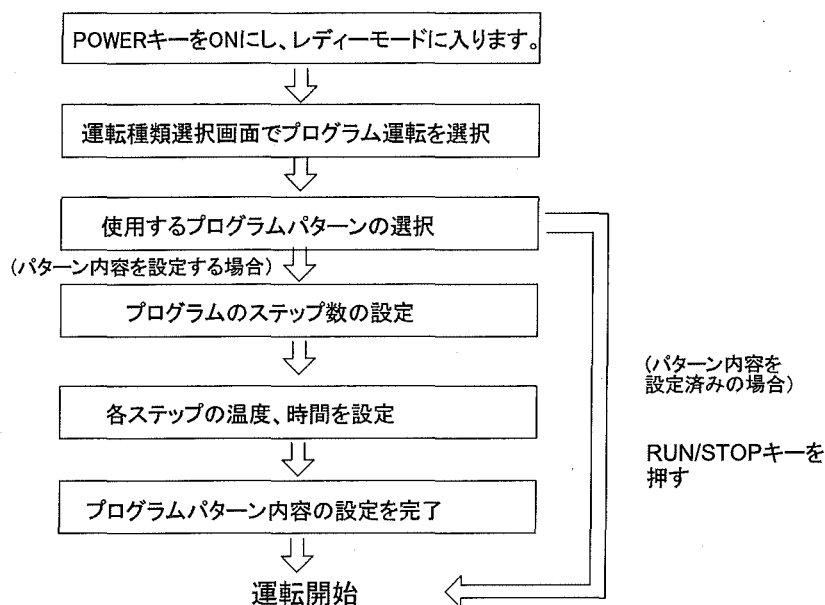 POWERキーをONにし、レディーモードに入ります。
運転種類選択画面でプログラム運転を選択
使用するプログラムパターンの選択
(パターン内容を設定する場合)
プログラムのステップ数の設定
各ステップの温度、時間を設定
プログラムパターン内容の設定を完了
運転開始
(パターン内容を
設定済みの場合)
RUN/STOPキーを
押す